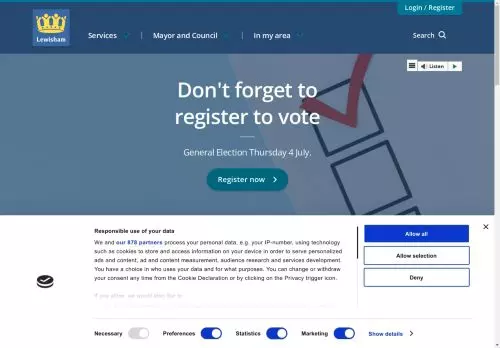 Login / Register
Lewisham
Services
Mayor and Council
In my area
Search
Listen
Don't forget to
register to vote
General Election Thursday 4 July.
Register now
Responsible use of your data
We and our 878 partners process your personal data, e.g. your IP-number, using technology
such as cookies to store and access information on your device in order to serve personalized
ads and content, ad and content measurement, audience research and services development.
You have a choice in who uses your data and for what purposes. You can change or withdraw
your consent any time from the Cookie Declaration or by clicking on the Privacy trigger icon.
If you allow, we would also like to:
Allow all
Allow selection
Deny
Necessary
Preferences
Statistics
Marketing
Show details